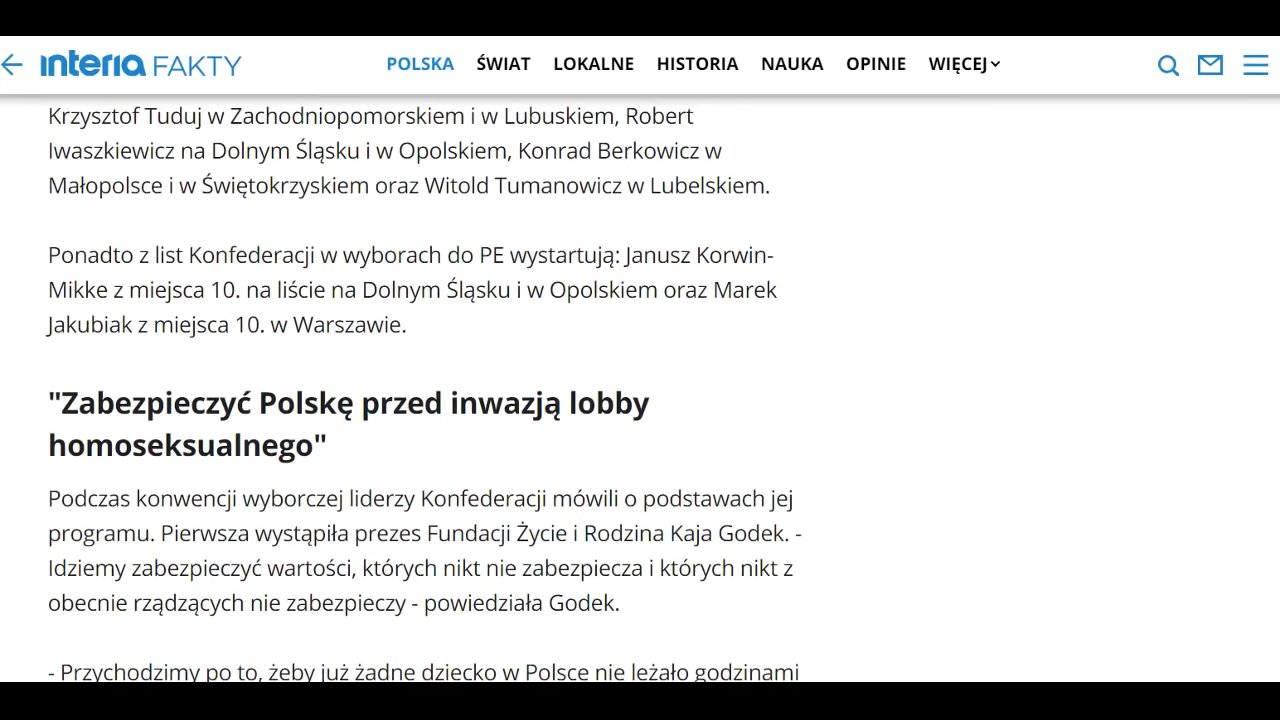 interia FAKTY
POLSKA ŚWIAT LOKALNE HISTORIA NAUKA OPINIE WIĘCEJ
Krzysztof Tuduj w Zachodniopomorskiem i w Lubuskiem, Robert
Iwaszkiewicz na Dolnym Śląsku i w Opolskiem, Konrad Berkowicz w
Małopolsce i w Świętokrzyskiem oraz Witold Tumanowicz w Lubelskiem.
Ponadto z list Konfederacji w wyborach do PE wystartują: Janusz Korwin-
Mikke z miejsca 10. na liście na Dolnym Śląsku i w Opolskiem oraz Marek
Jakubiak z miejsca 10. w Warszawie.
"Zabezpieczyć Polskę przed inwazją lobby
homoseksualnego"
Podczas konwencji wyborczej liderzy Konfederacji mówili o podstawach jej
programu. Pierwsza wystąpiła prezes Fundacji Życie i Rodzina Kaja Godek. -
Idziemy zabezpieczyć wartości, których nikt nie zabezpiecza i których nikt z
obecnie rządzących nie zabezpieczy - powiedziała Godek.
- Przychodzimy po to, żeby już żadne dziecko w Polsce nie leżało godzinami